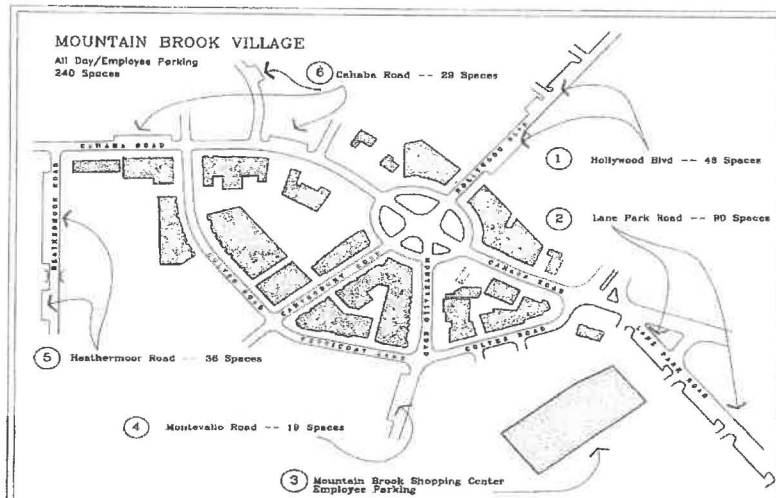 MOUNTAIN BROOK VILLAGE
All Day/Employee Parking
240 Spaces
6 Cahaba Road -- 29 Spaces
CAHABA ROAD
HOLLYWOOD BLVD
1 Hollywood Blvd -- 48 Spaces
2 Lane Park Road -- 90 Spaces
CULVER ROAD
CANTERBURY ROAD
MONTEVALLO ROAD
CAHABA ROAD
CULVER ROAD
PETTICOAT LANE
LANE PARK ROAD
5 Heathermoor Road -- 36 Spaces
4 Montevallo Road -- 19 Spaces
3 Mountain Brook Shopping Center
Employee Parking